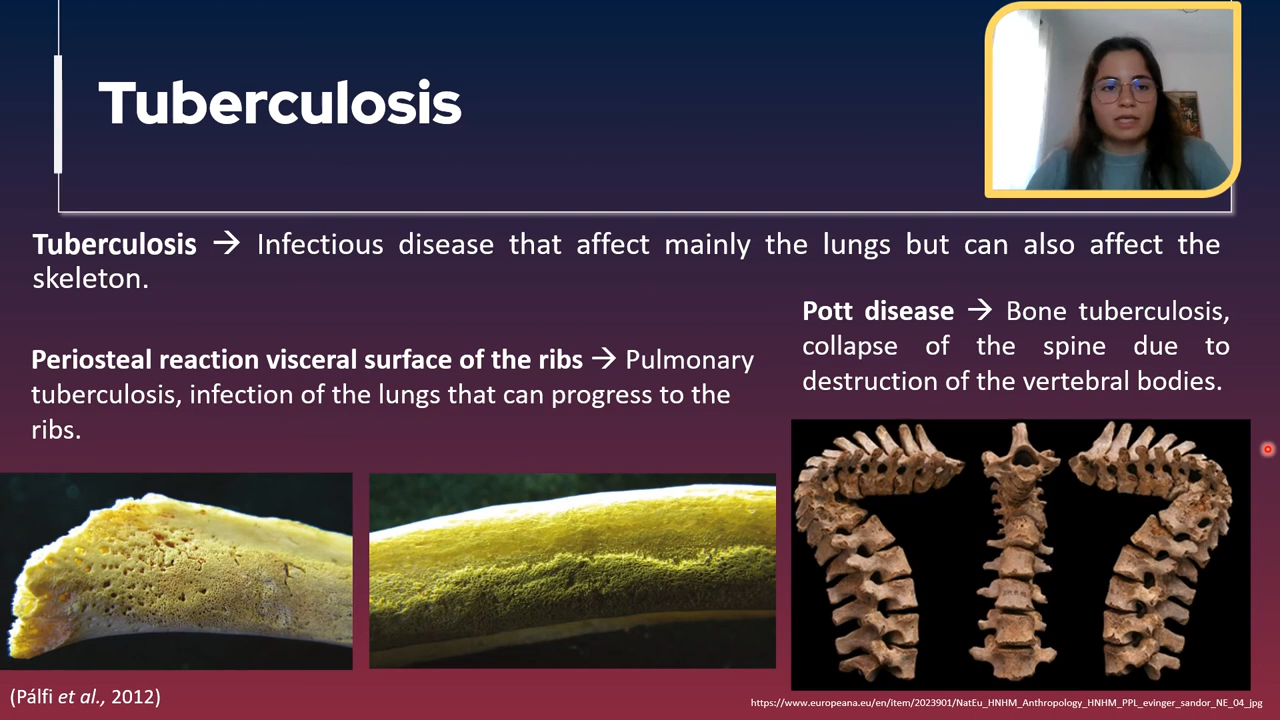 Tuberculosis
Tuberculosis → Infectious disease that affect mainly the lungs but can also affect the
skeleton.
Periosteal reaction visceral surface of the ribs → Pulmonary
tuberculosis, infection of the lungs that can progress to the
ribs.
Pott disease → Bone tuberculosis,
collapse of the spine due to
destruction of the vertebral bodies.
(Pálfi et al., 2012)
https://www.europeana.eu/en/item/2023901/NatEu_HNHM_Anthropology_HNHM_PPL_evinger_sandor_NE_04_jpg